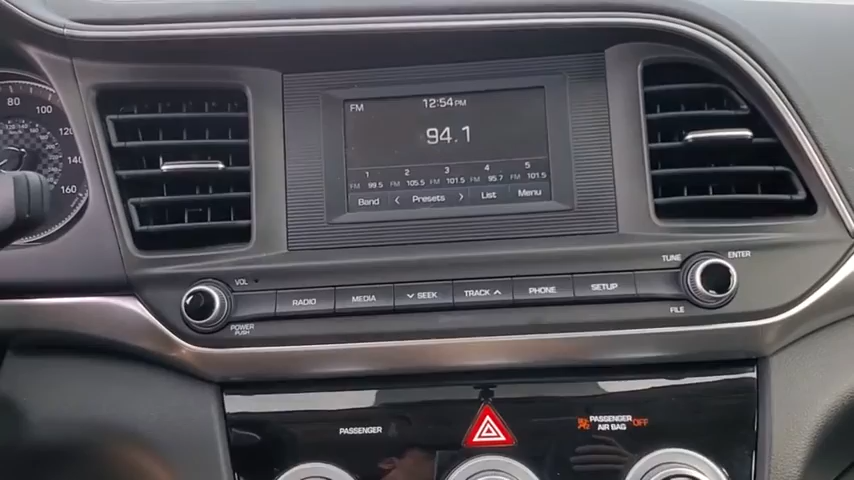 80
100
120
140
160
FM 12:54PM
94.1
1 2 3 4 5
FM 99.5 FM 105.5 FM 101.5 FM 95.7 FM 101.5
Band < Presets > List Menu
VOL
POWER
PUSH
RADIO MEDIA SEEK TRACK PHONE SETUP
TUNE
ENTER
FILE
PASSENGER
PASSENGER
AIR BAG
OFF